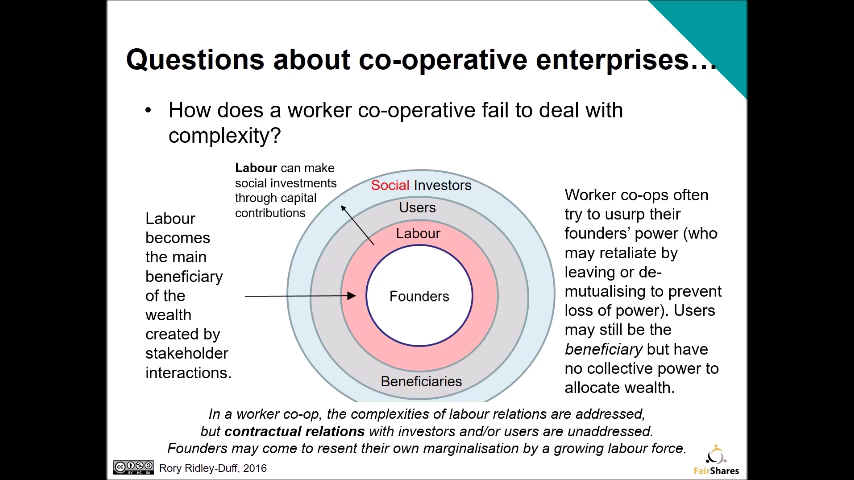 Questions about co-operative enterprises…
• How does a worker co-operative fail to deal with
complexity?
Labour can make
social investments
through capital
contributions
Social Investors
Users
Labour
Founders
Beneficiaries
Labour
becomes
the main
beneficiary
of the
wealth
created by
stakeholder
interactions.
Worker co-ops often
try to usurp their
founders' power (who
may retaliate by
leaving or de-
mutualising to prevent
loss of power). Users
may still be the
beneficiary but have
no collective power to
allocate wealth.
In a worker co-op, the complexities of labour relations are addressed,
but contractual relations with investors and/or users are unaddressed.
Founders may come to resent their own marginalisation by a growing labour force.
Rory Ridley-Duff, 2016
FairShares